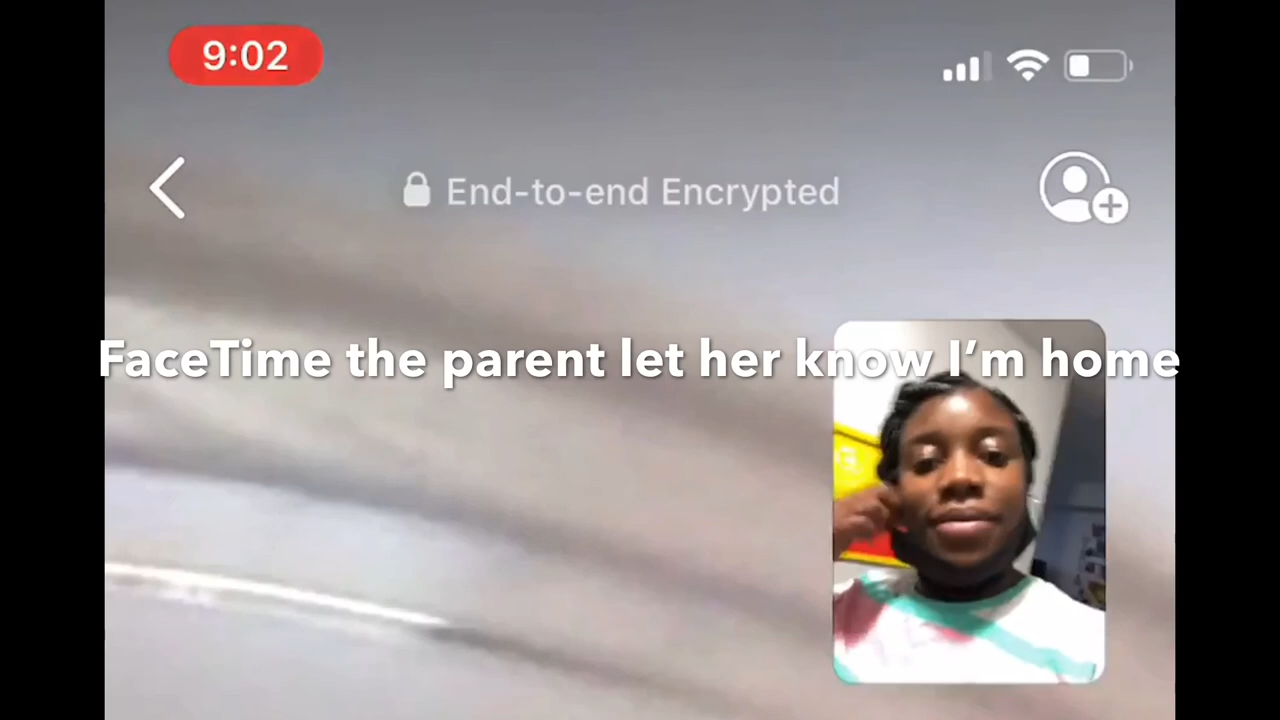 9:02
End-to-end Encrypted
FaceTime the parent let her know I’m home